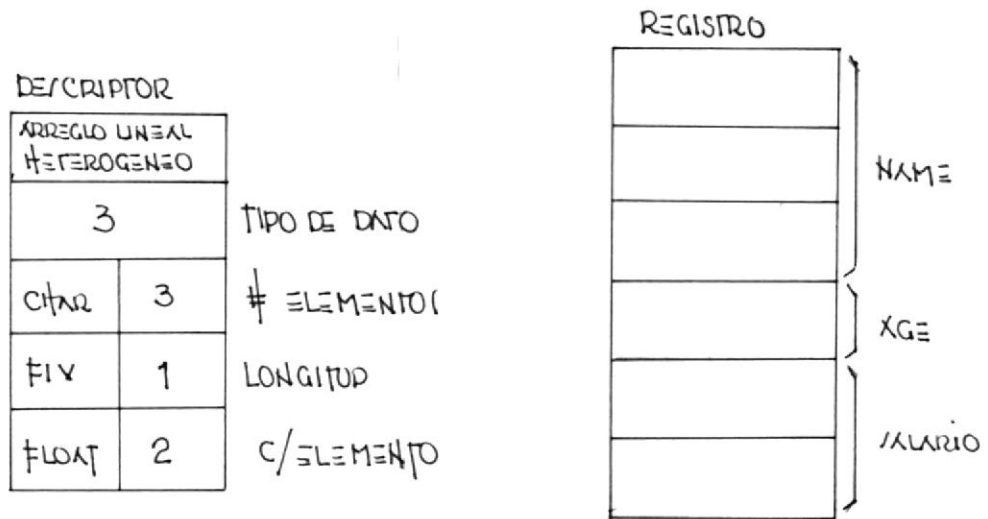 DESCRIPTOR
ARREGLO LINEAL
HETEROGENEO
3 TIPO DE DATO
CHAR 3 # ELEMENTOS
FIX 1 LONGITUD
FLOAT 2 C/ELEMENTO
REGISTRO
NAME
AGE
SALARIO